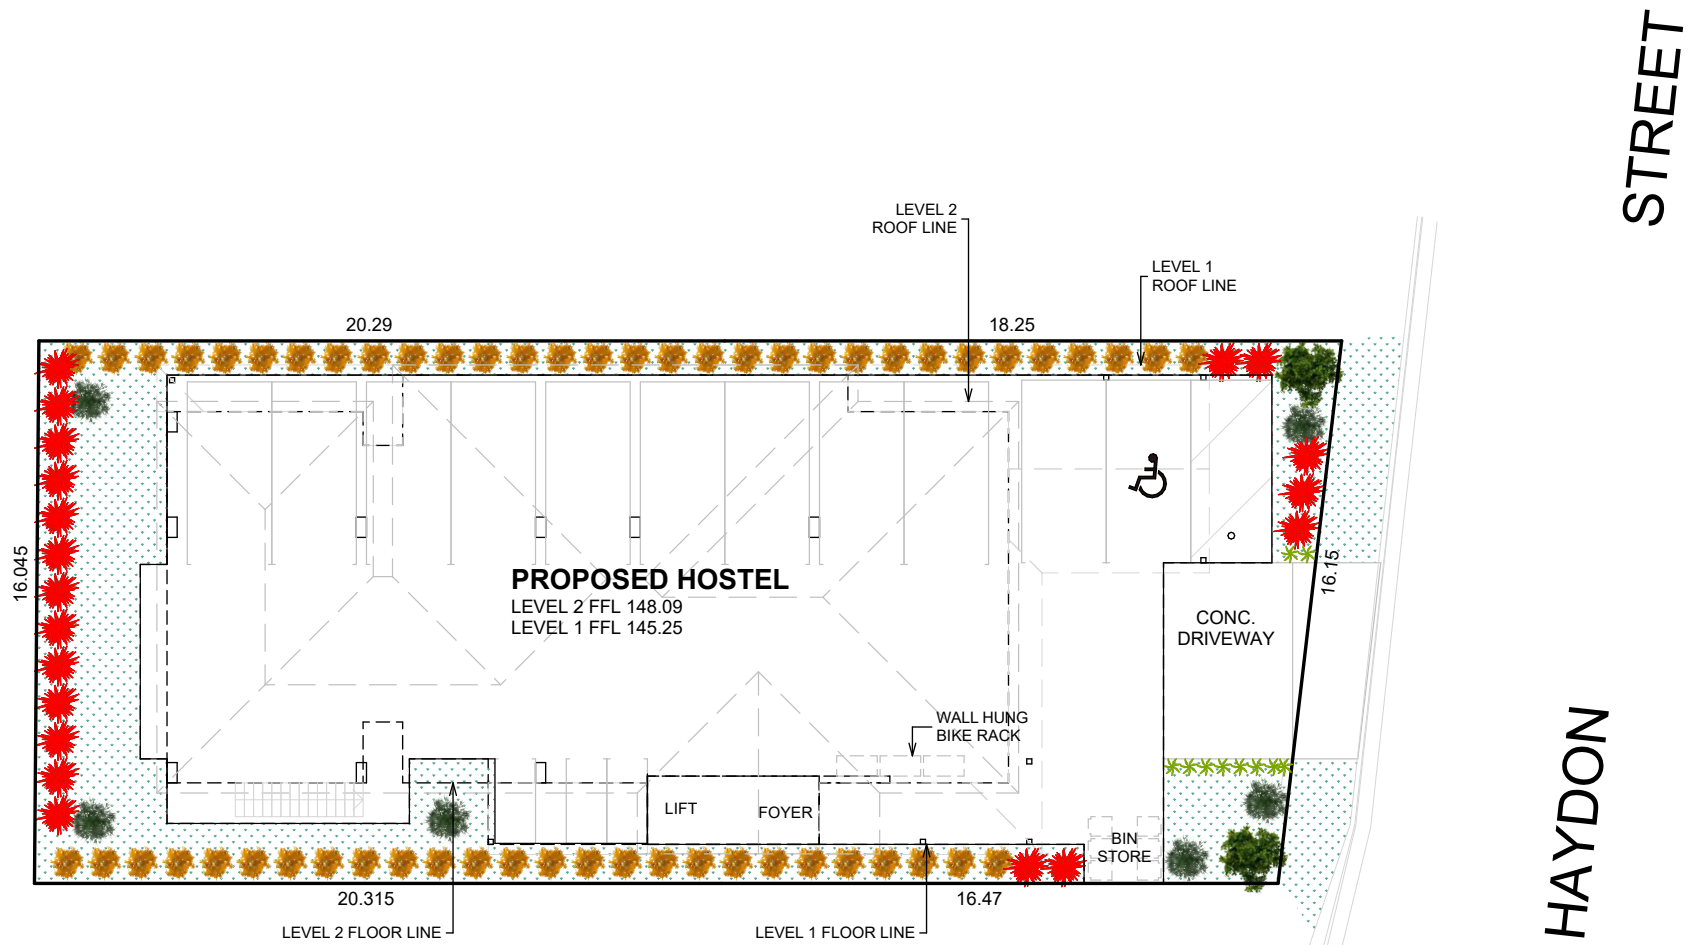 STREET
LEVEL 2
ROOF LINE
LEVEL 1
ROOF LINE
20.29
18.25
16.045
16.15
PROPOSED HOSTEL
LEVEL 2 FFL 148.09
LEVEL 1 FFL 145.25
CONC.
DRIVEWAY
WALL HUNG
BIKE RACK
LIFT
FOYER
BIN
STORE
HAYDON
20.315
16.47
LEVEL 2 FLOOR LINE
LEVEL 1 FLOOR LINE